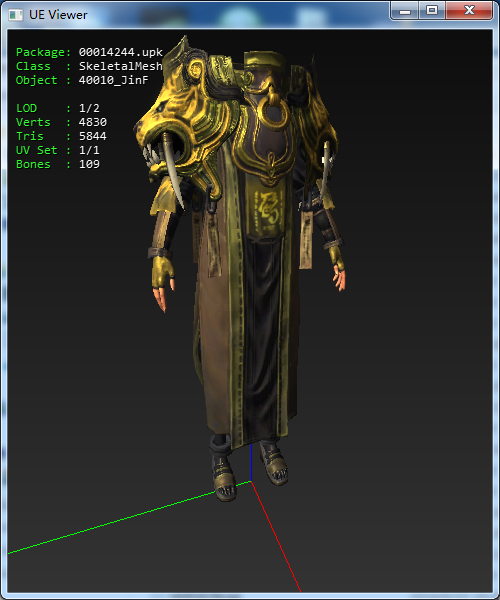 UE Viewer
Package: 00014244.upk
Class : SkeletalMesh
Object : 40010_JinF
LOD : 1/2
Verts : 4830
Tris : 5844
UV Set : 1/1
Bones : 109